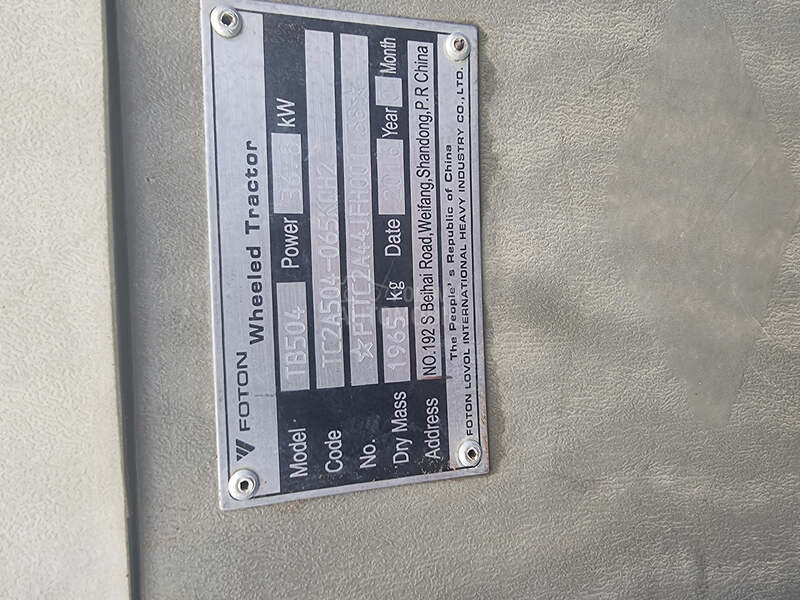 FOTON
Wheeled Tractor
Model TB504 Power kW
Code TC2A504-065KQH2
No.
Dry Mass 1965 kg Date Year Month
Address NO.192 S Beihai Road,Weifang,Shandong,P.R China
The People's Republic of China
FOTON LOVOL INTERNATIONAL HEAVY INDUSTRY CO.,LTD.